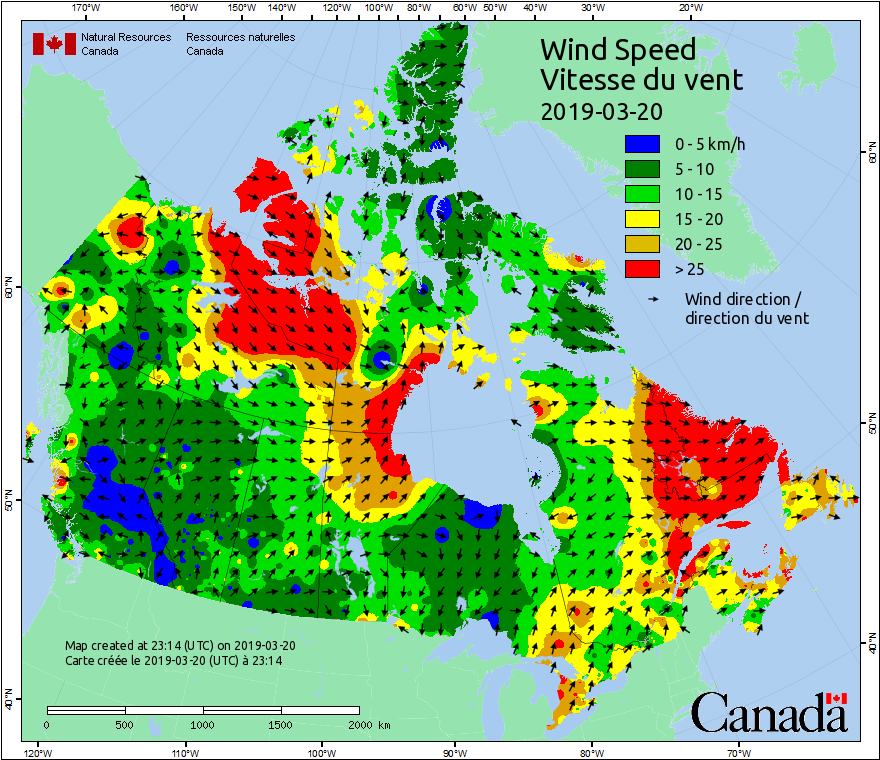 170°W 160°W 150°W 140°W 130°W 120°W 110°W 100°W 90°W 80°W 70°W 60°W 50°W 40°W 30°W 20°W
Natural Resources Canada
Ressources naturelles Canada
Wind Speed
Vitesse du vent
2019-03-20
0 - 5 km/h
5 - 10
10 - 15
15 - 20
20 - 25
> 25
Wind direction /
direction du vent
60°N
60°N
50°N
50°N
40°N
40°N
Map created at 23:14 (UTC) on 2019-03-20
Carte créée le 2019-03-20 (UTC) à 23:14
0 500 1000 1500 2000 km
Canada
120°W 110°W 100°W 90°W 80°W 70°W